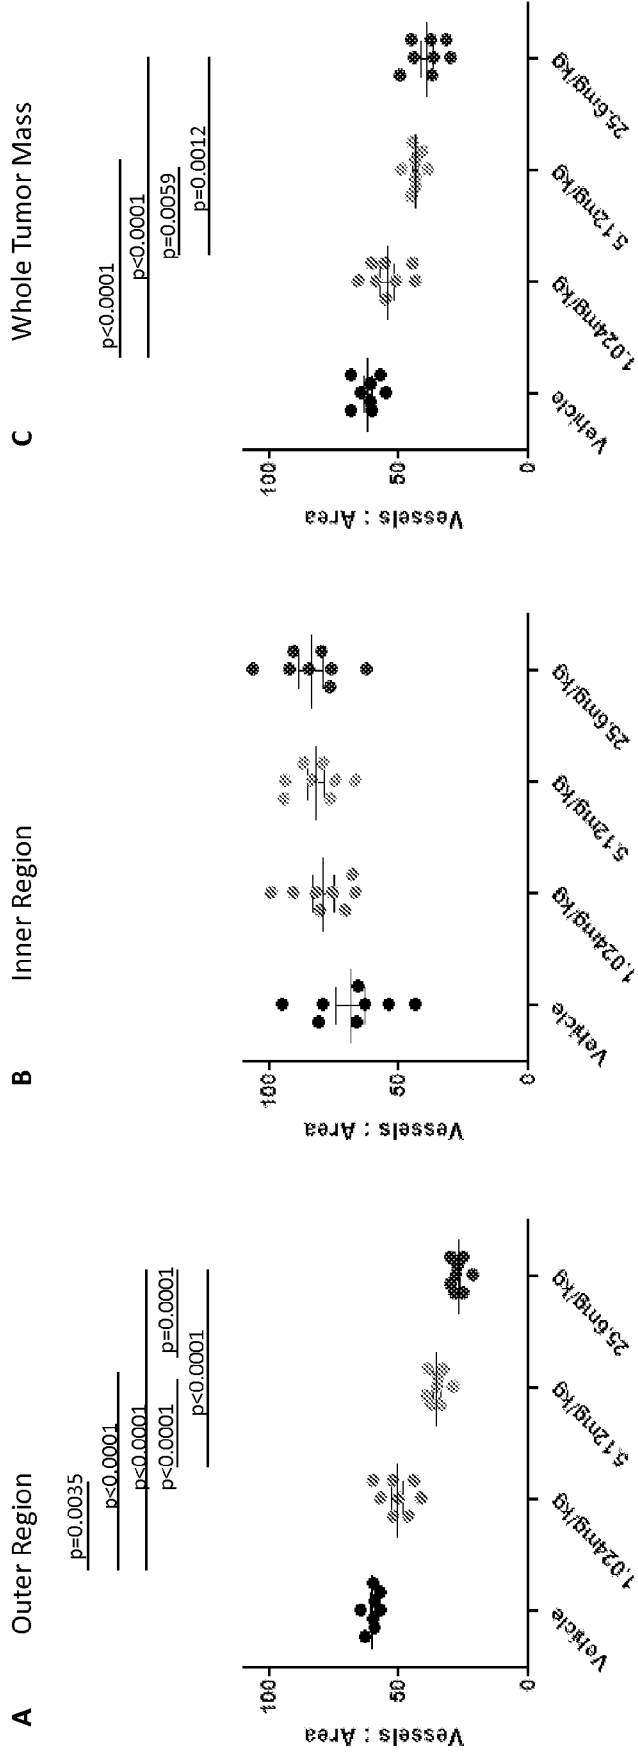 A
Outer Region
p=0.0035
p<0.0001
p<0.0001
p<0.0001
p=0.0001
p<0.0001
Vessels : Area
100
50
0
Vehicle
1.024mg/kg
5.12mg/kg
25.6mg/kg
B
Inner Region
Vessels : Area
100
50
0
Vehicle
1.024mg/kg
5.12mg/kg
25.6mg/kg
C
Whole Tumor Mass
p<0.0001
p<0.0001
p=0.0059
p=0.0012
Vessels : Area
100
50
0
Vehicle
1.024mg/kg
5.12mg/kg
25.6mg/kg